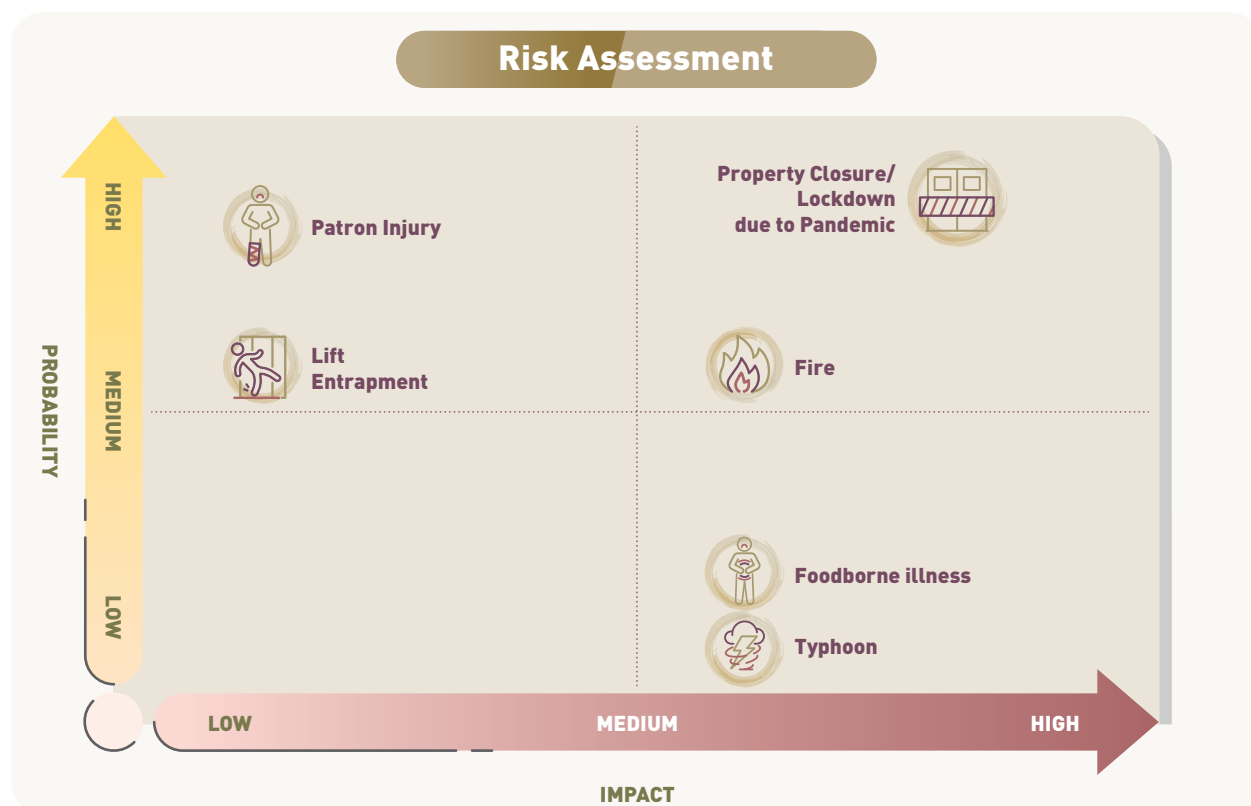 Risk Assessment
PROBABILITY
HIGH
MEDIUM
LOW
Patron Injury
Property Closure/
Lockdown
due to Pandemic
Lift
Entrapment
Fire
Foodborne illness
Typhoon
LOW
MEDIUM
HIGH
IMPACT